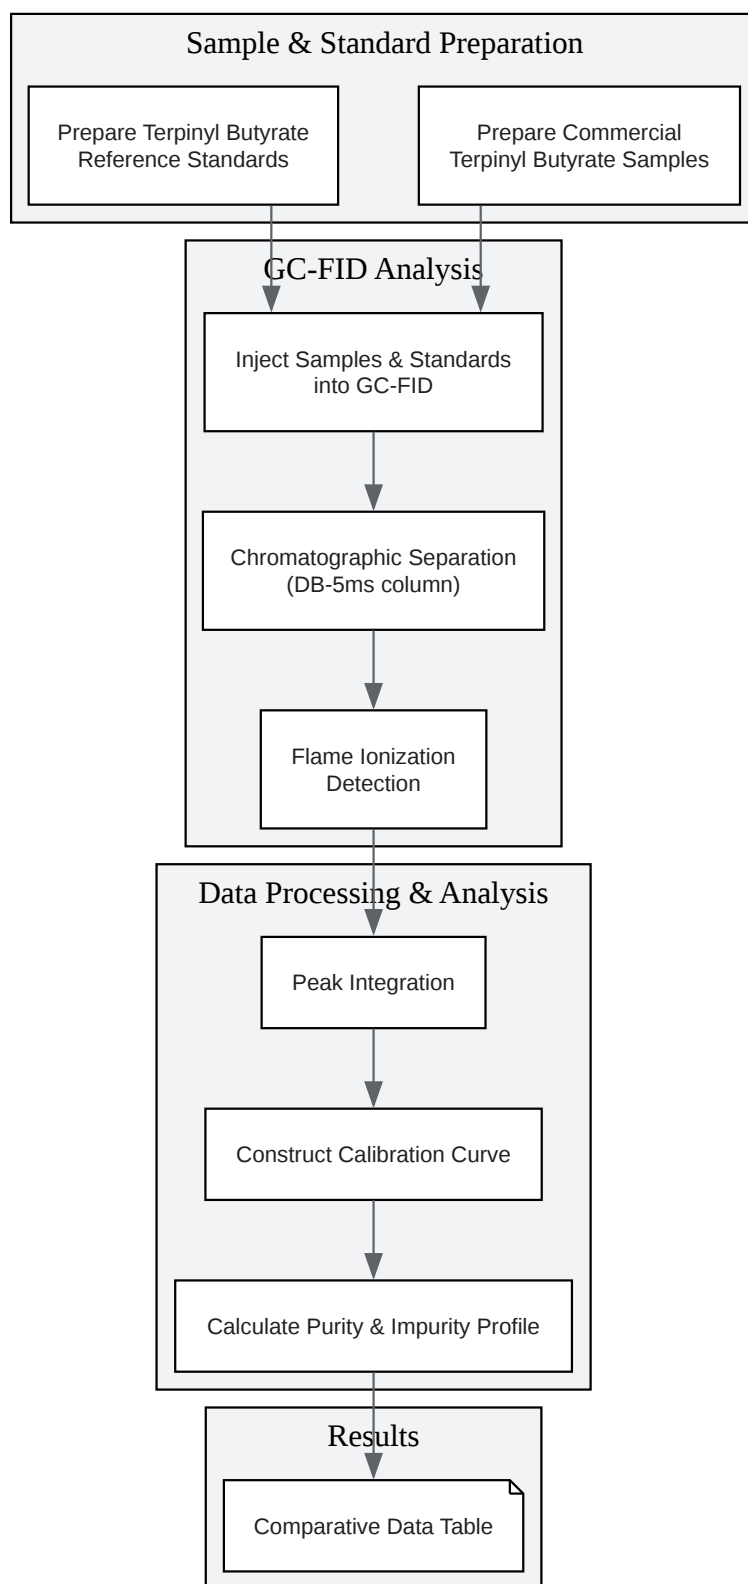 Sample & Standard Preparation
Prepare Terpinyl Butyrate
Reference Standards
Prepare Commercial
Terpinyl Butyrate Samples
GC-FID Analysis
Inject Samples & Standards
into GC-FID
Chromatographic Separation
(DB-5ms column)
Flame Ionization
Detection
Data Processing & Analysis
Peak Integration
Construct Calibration Curve
Calculate Purity & Impurity Profile
Results
Comparative Data Table